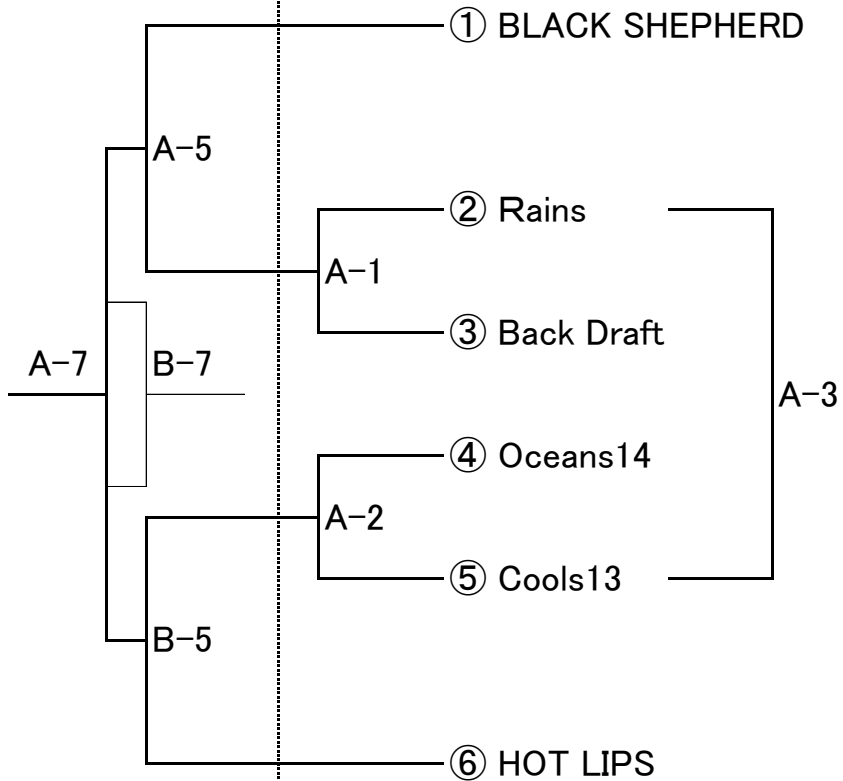 ① BLACK SHEPHERD
A-5
② Rains
A-1
③ Back Draft
A-7
B-7
A-3
④ Oceans14
A-2
⑤ Cools13
B-5
⑥ HOT LIPS